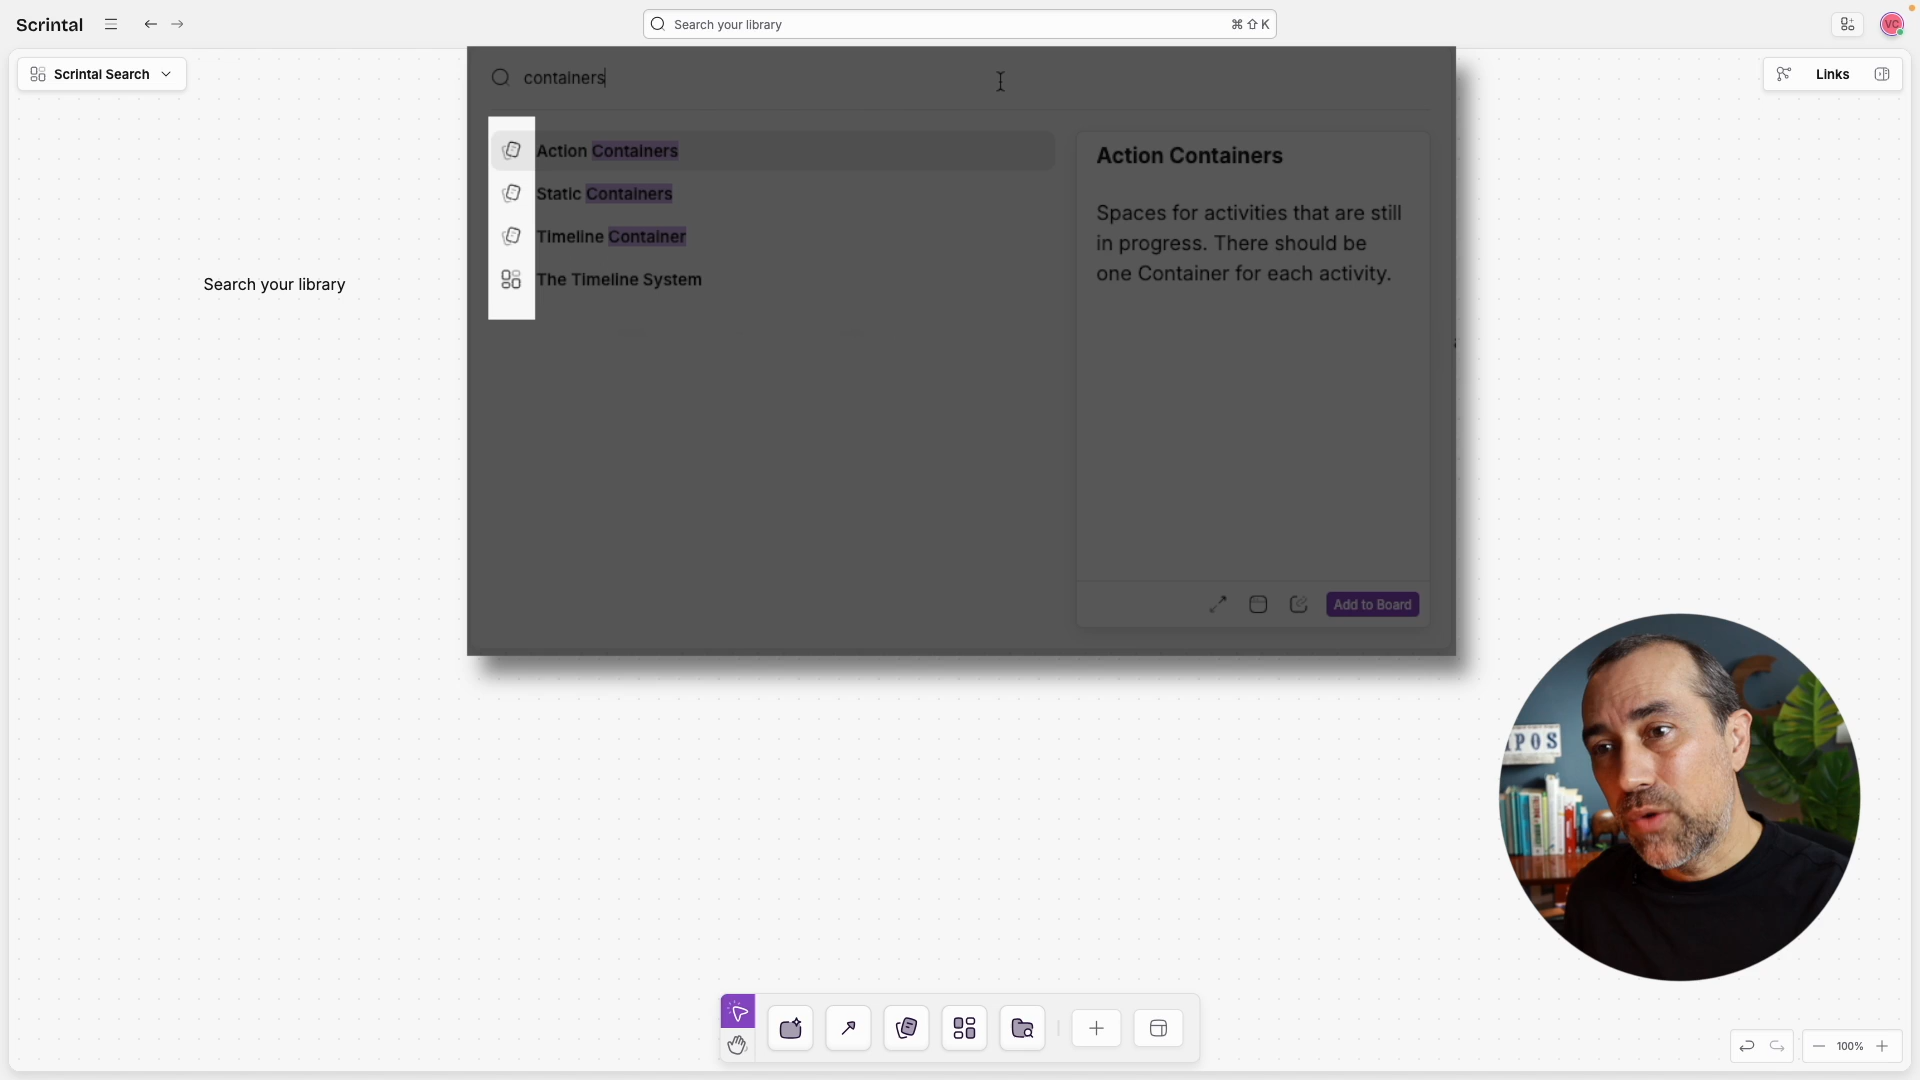 Scrintal
Search your library
⌘ ⇧ K
VC
Scrintal Search
Links
containers
Action Containers
Static Containers
Timeline Container
The Timeline System
Action Containers
Spaces for activities that are still
in progress. There should be
one Container for each activity.
Add to Board
Search your library
IPOS
100%